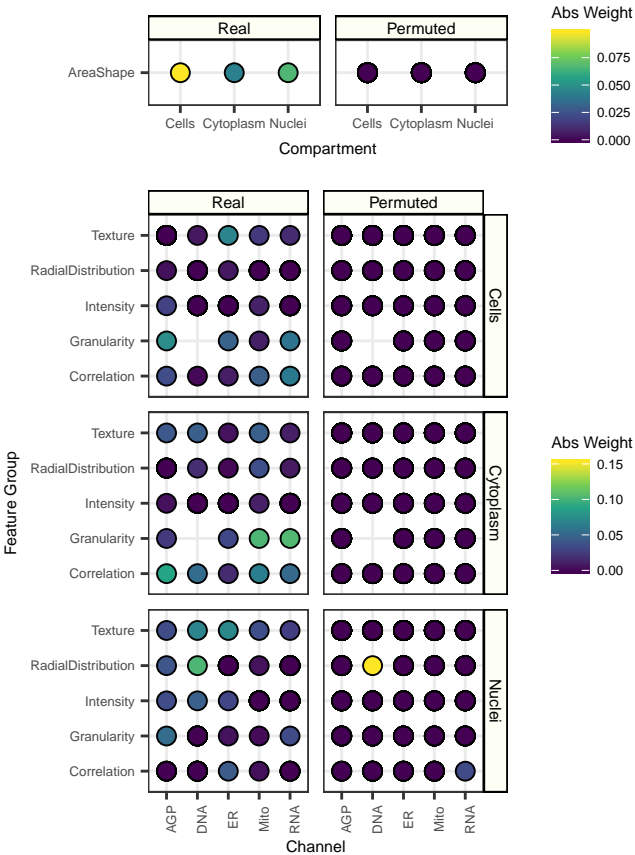 Real Permuted
AreaShape
Cells Cytoplasm Nuclei Cells Cytoplasm Nuclei
Compartment
Abs Weight
0.075
0.050
0.025
0.000
Real Permuted
Texture
RadialDistribution
Intensity
Granularity
Correlation
Cells
Texture
RadialDistribution
Intensity
Granularity
Correlation
Cytoplasm
Texture
RadialDistribution
Intensity
Granularity
Correlation
Nuclei
AGP DNA ER Mito RNA AGP DNA ER Mito RNA
Channel
Feature Group
Abs Weight
0.15
0.10
0.05
0.00